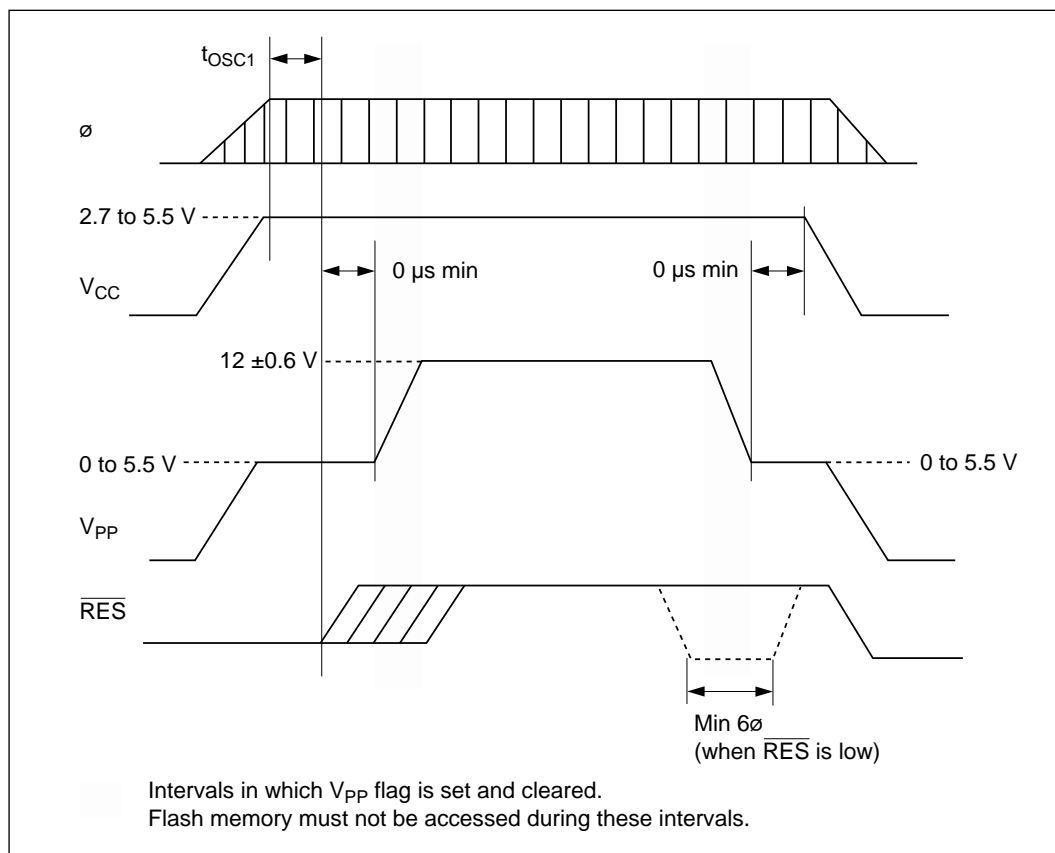 tOSC1
ø
2.7 to 5.5 V
VCC
0 µs min
0 µs min
12 ±0.6 V
0 to 5.5 V
0 to 5.5 V
VPP
RES
Min 6ø
(when RES is low)
Intervals in which VPP flag is set and cleared.
Flash memory must not be accessed during these intervals.